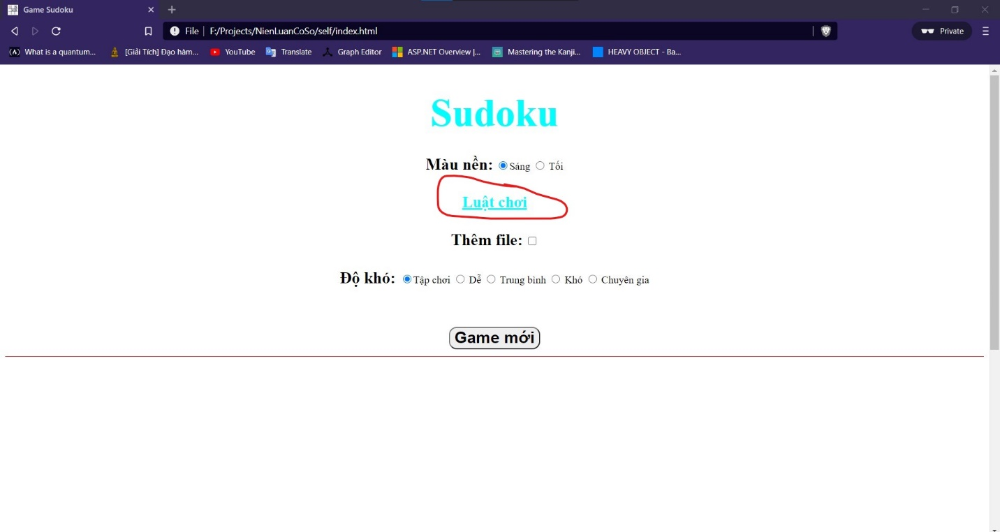 Game Sudoku
File F:/Projects/NienLuanCoSo/self/index.html Private
What is a quantum... [Giải Tích] Đạo hàm... YouTube Translate Graph Editor ASP.NET Overview |... Mastering the Kanji... HEAVY OBJECT - Ba...
Sudoku
Màu nền: Sáng Tối
Luật chơi
Thêm file:
Độ khó: Tập chơi Dễ Trung bình Khó Chuyên gia
Game mới